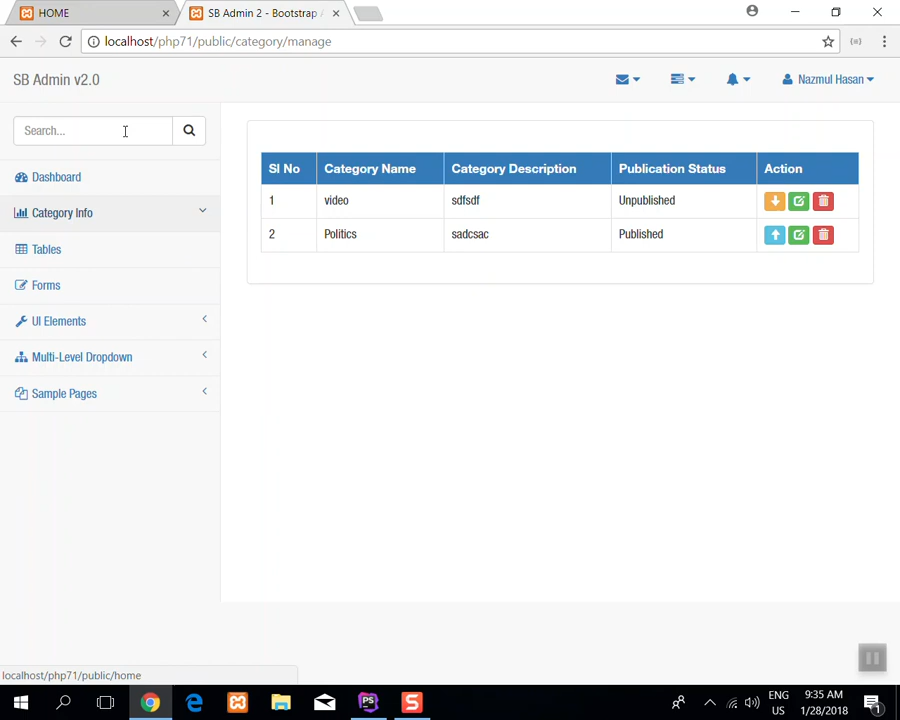 HOME
SB Admin 2 - Bootstrap A
localhost/php71/public/category/manage
SB Admin v2.0
Nazmul Hasan
Search...
Dashboard
Category Info
Tables
Forms
UI Elements
Multi-Level Dropdown
Sample Pages
Sl No Category Name Category Description Publication Status Action
1 video sdfsdf Unpublished
2 Politics sadcsac Published
localhost/php71/public/home
ENG 9:35 AM
US 1/28/2018
1